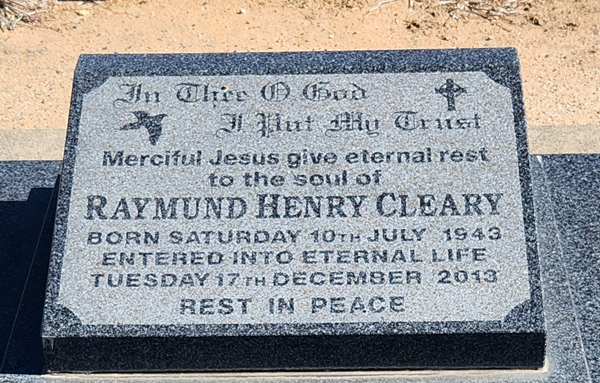 In Thee O God
I Put My Trust
Merciful Jesus give eternal rest
to the soul of
RAYMUND HENRY CLEARY
BORN SATURDAY 10TH JULY 1943
ENTERED INTO ETERNAL LIFE
TUESDAY 17TH DECEMBER 2013
REST IN PEACE